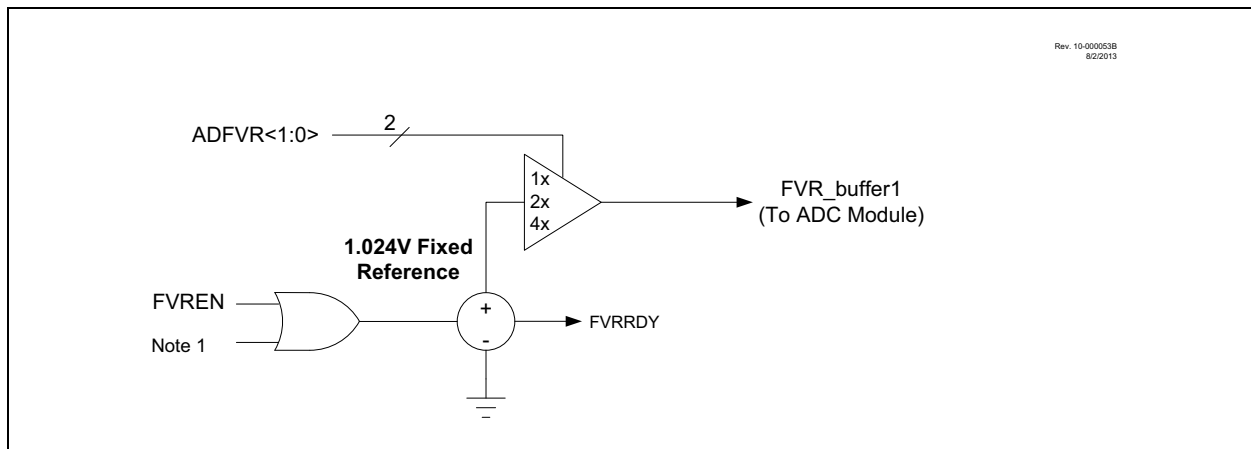 Rev. 10-000053B
8/2/2013
ADFVR<1:0>
2
1x
2x
4x
FVR_buffer1
(To ADC Module)
1.024V Fixed
Reference
FVREN
Note 1
+
-
FVRRDY